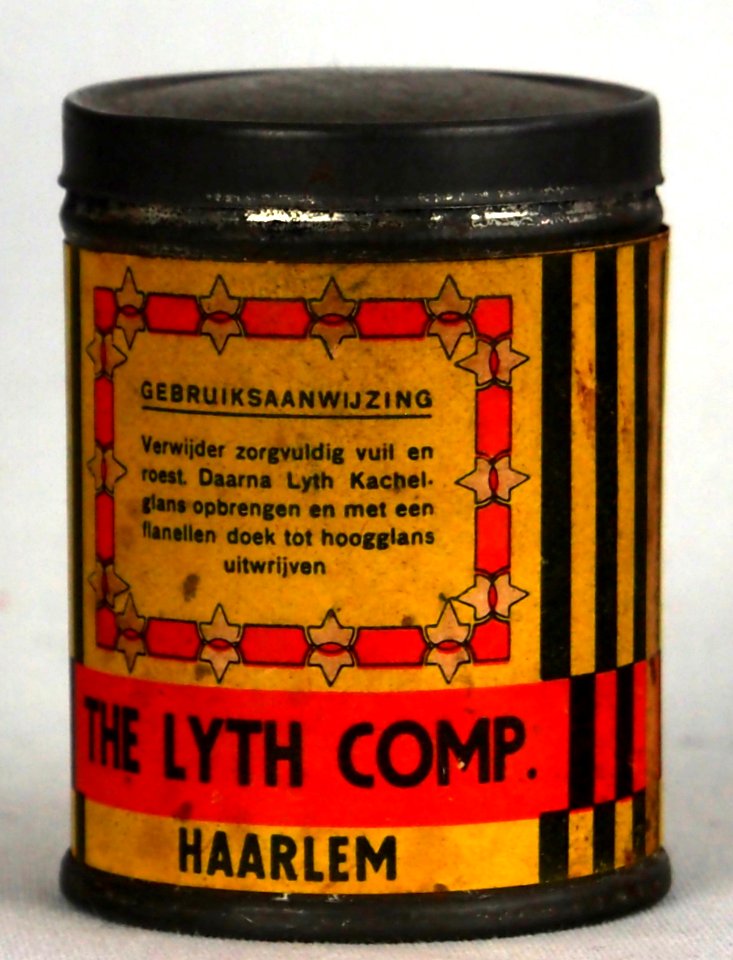 GEBRUIKSAANWIJZING
Verwijder zorgvuldig vuil en
roest. Daarna Lyth Kachel-
glans opbrengen en met een
flanellen doek tot hoogglans
uitwrijven
THE LYTH COMP.
HAARLEM